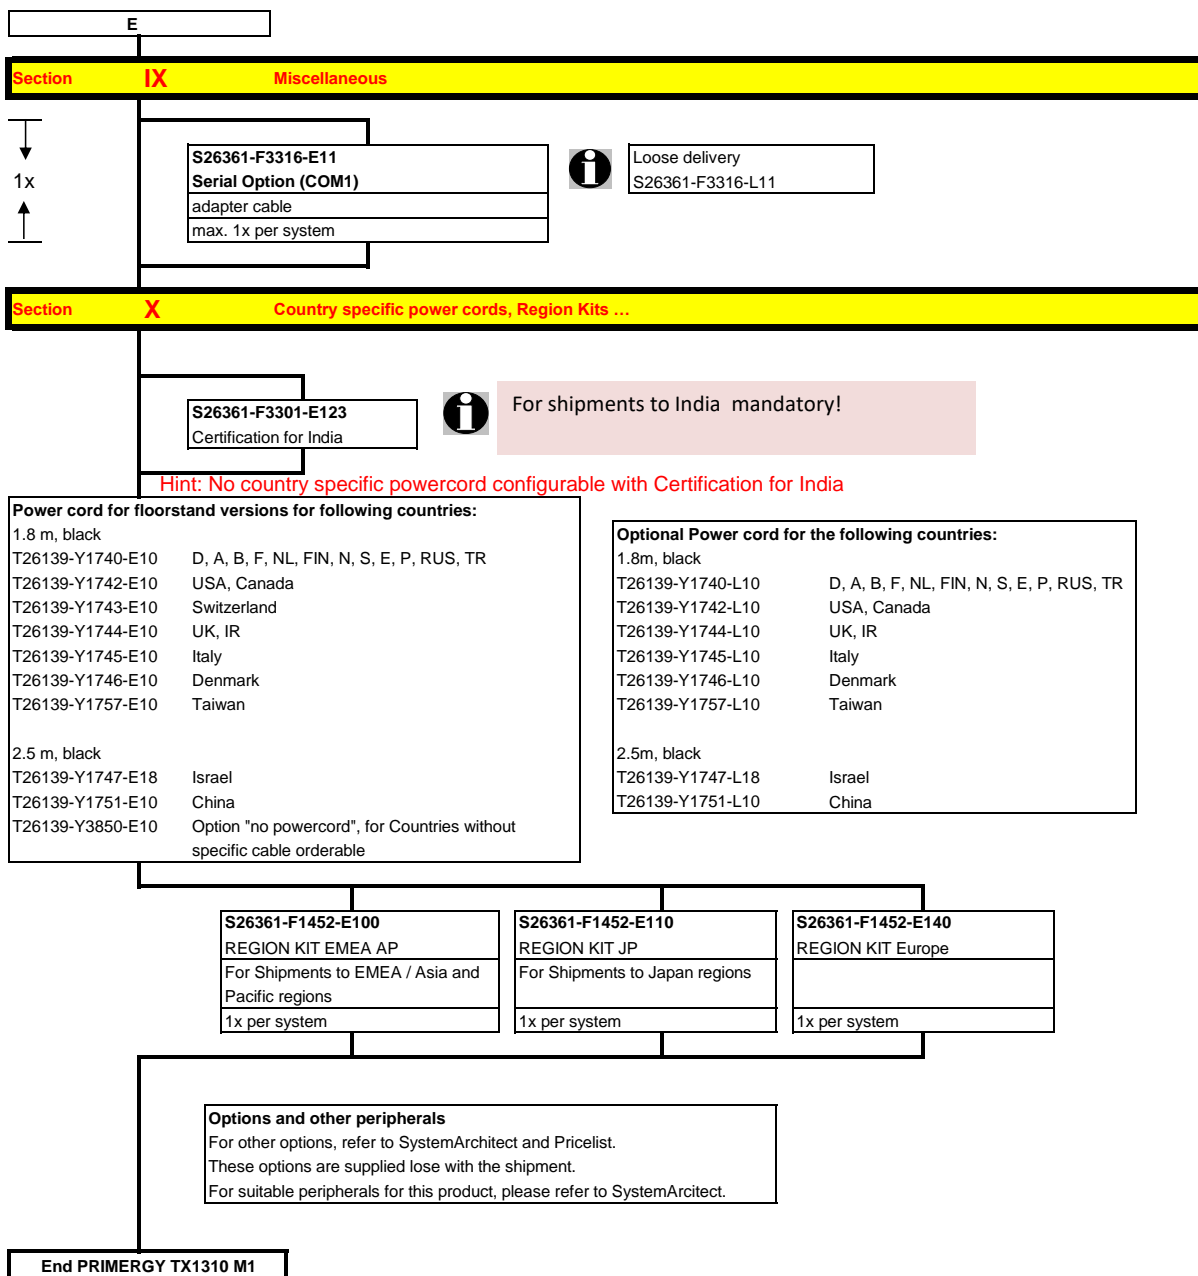 E
Section IX Miscellaneous
1x
S26361-F3316-E11
Serial Option (COM1)
adapter cable
max. 1x per system
Loose delivery
S26361-F3316-L11
Section X Country specific power cords, Region Kits …
S26361-F3301-E123
Certification for India
For shipments to India mandatory!
Hint: No country specific powercord configurable with Certification for India
Power cord for floorstand versions for following countries:
1.8 m, black
T26139-Y1740-E10 D, A, B, F, NL, FIN, N, S, E, P, RUS, TR
T26139-Y1742-E10 USA, Canada
T26139-Y1743-E10 Switzerland
T26139-Y1744-E10 UK, IR
T26139-Y1745-E10 Italy
T26139-Y1746-E10 Denmark
T26139-Y1757-E10 Taiwan
2.5 m, black
T26139-Y1747-E18 Israel
T26139-Y1751-E10 China
T26139-Y3850-E10 Option "no powercord", for Countries without
specific cable orderable
Optional Power cord for the following countries:
1.8m, black
T26139-Y1740-L10 D, A, B, F, NL, FIN, N, S, E, P, RUS, TR
T26139-Y1742-L10 USA, Canada
T26139-Y1744-L10 UK, IR
T26139-Y1745-L10 Italy
T26139-Y1746-L10 Denmark
T26139-Y1757-L10 Taiwan
2.5m, black
T26139-Y1747-L18 Israel
T26139-Y1751-L10 China
S26361-F1452-E100
REGION KIT EMEA AP
For Shipments to EMEA / Asia and
Pacific regions
1x per system
S26361-F1452-E110
REGION KIT JP
For Shipments to Japan regions
1x per system
S26361-F1452-E140
REGION KIT Europe
1x per system
Options and other peripherals
For other options, refer to SystemArchitect and Pricelist.
These options are supplied lose with the shipment.
For suitable peripherals for this product, please refer to SystemArcitect.
End PRIMERGY TX1310 M1